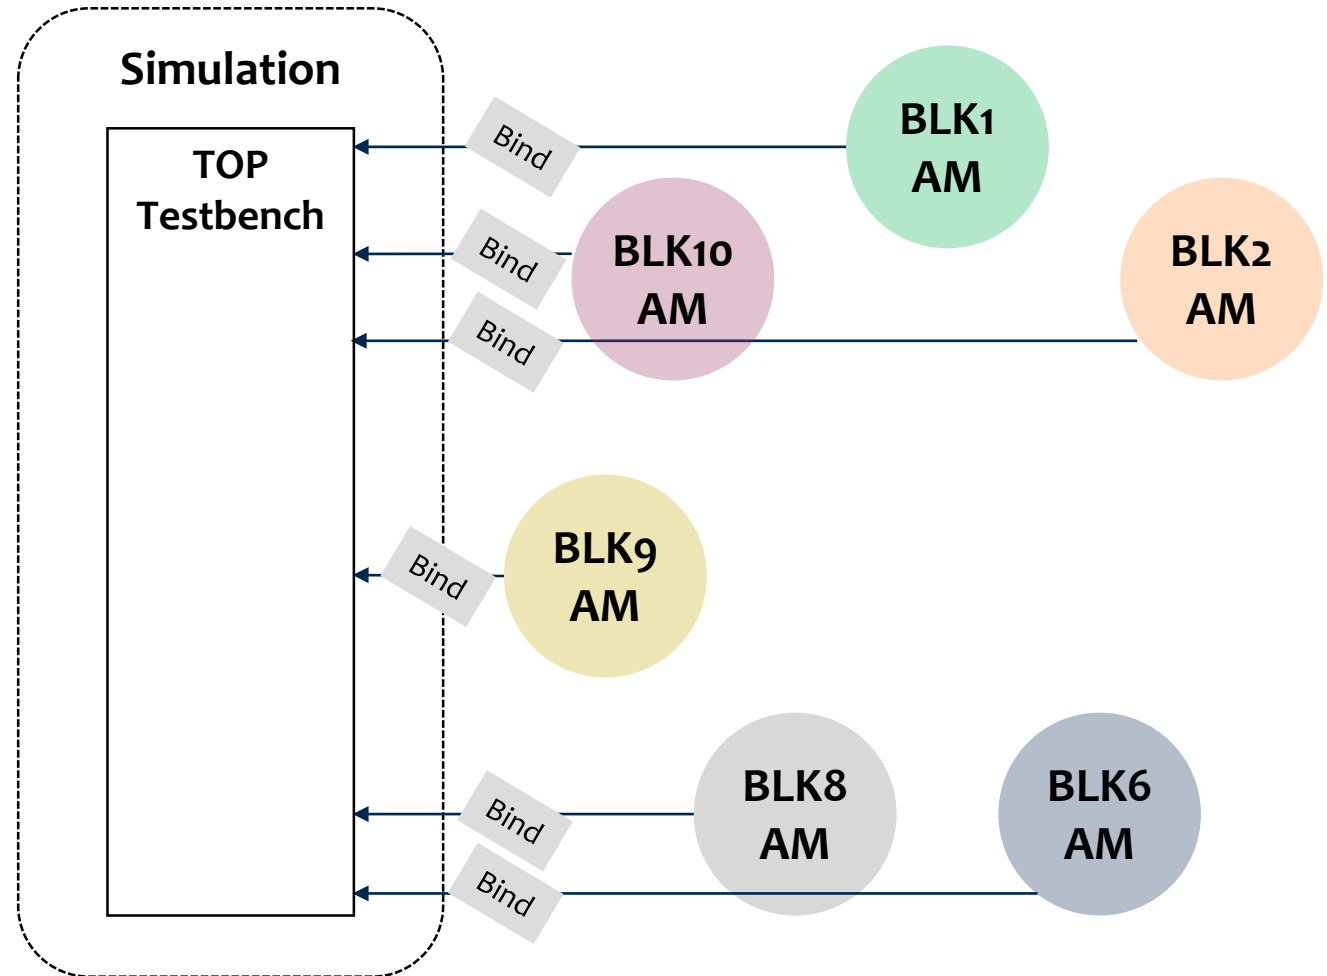 Simulation
TOP
Testbench
Bind
BLK1
AM
Bind
BLK10
AM
BLK2
AM
Bind
Bind
BLK9
AM
Bind
BLK8
AM
BLK6
AM
Bind